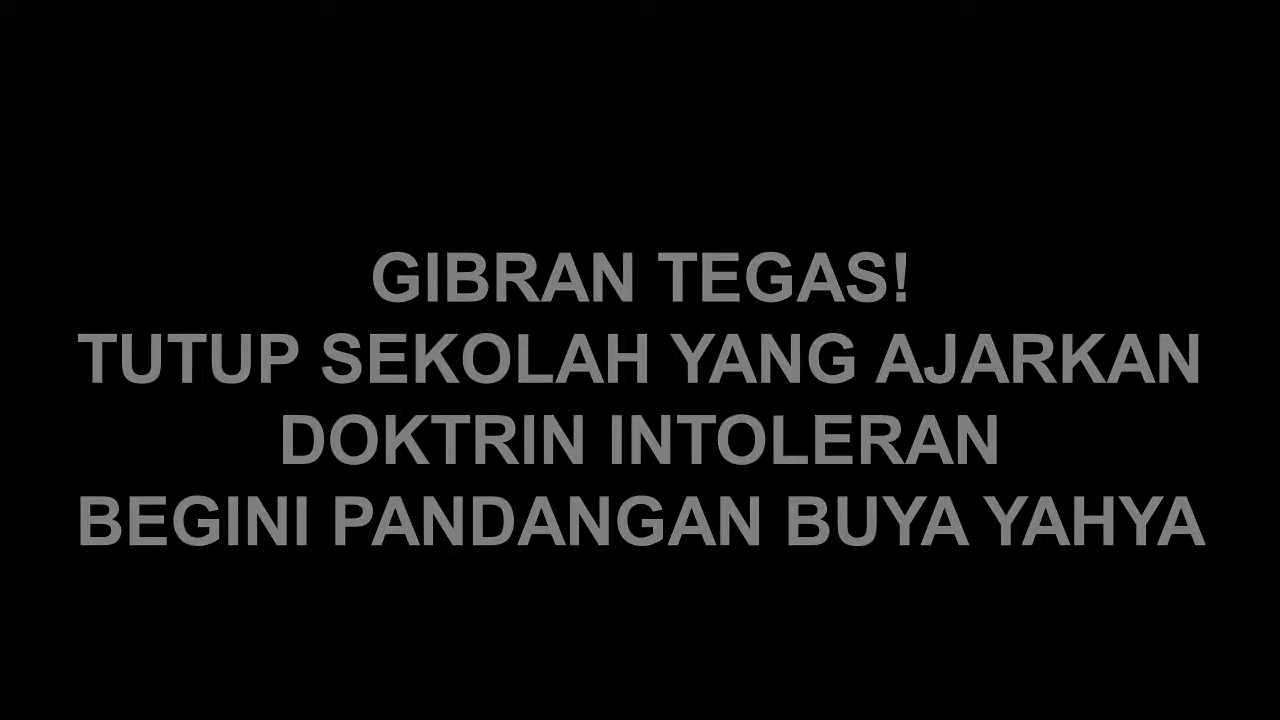 GIBRAN TEGAS!
TUTUP SEKOLAH YANG AJARKAN
DOKTRIN INTOLERAN
BEGINI PANDANGAN BUYA YAHYA